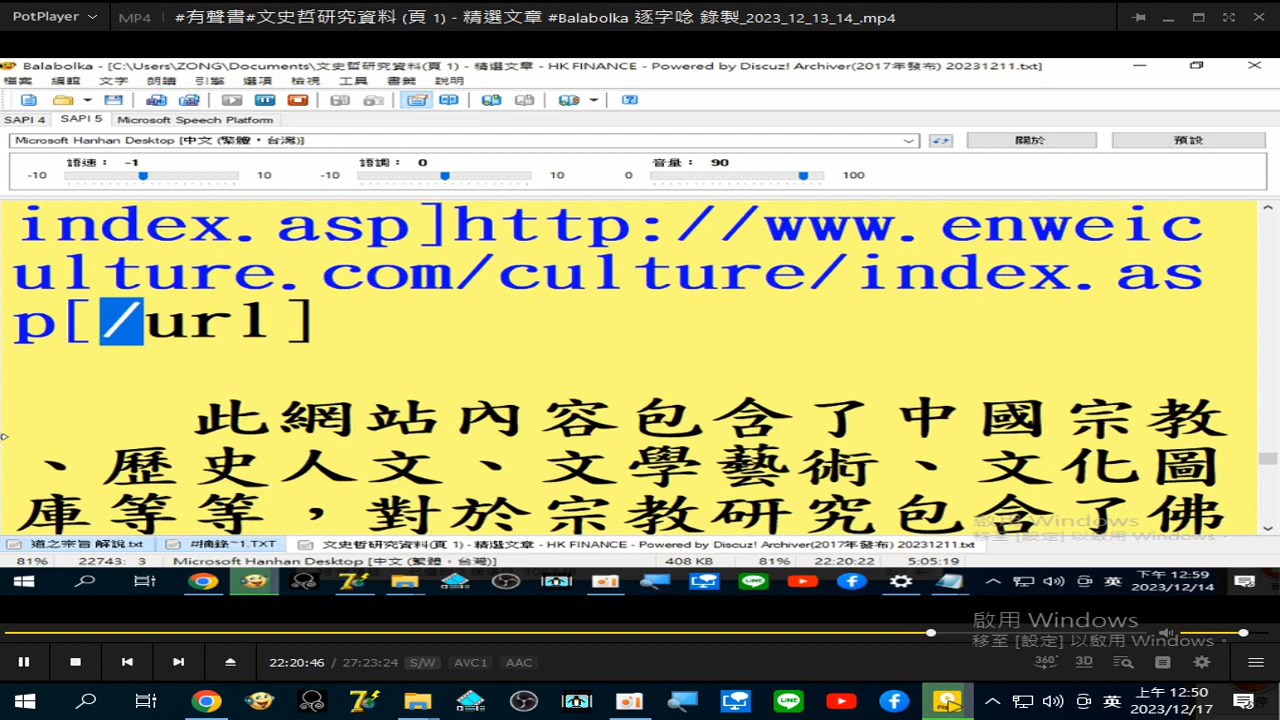 PotPlayer MP4 #有聲書#文史哲研究資料 (頁 1) - 精選文章 #Balabolka 逐字唸 錄製_2023_12_13_14_.mp4
Balabolka - [C:\Users\ZONG\Documents\文史哲研究資料(頁 1) - 精選文章 - HK FINANCE - Powered by Discuz! Archiver(2017年發布) 20231211.txt]
檔案 編輯 文字 朗讀 引擎 選項 檢視 工具 書籤 說明
SAPI 4 SAPI 5 Microsoft Speech Platform
Microsoft Hanhan Desktop [中文 (繁體，台灣)] 關於 預設
語速： -1 語調： 0 音量： 90
-10 10 -10 10 0 100
index.asp]http://www.enweic
ulture.com/culture/index.as
p[/url]
此網站內容包含了中國宗教
、歷史人文、文學藝術、文化圖
庫等等，對於宗教研究包含了佛
啟用 Windows
移至 [設定] 以啟用 Windows。
道之宗旨 解說.txt #摘錄~1.TXT 文史哲研究資料(頁 1) - 精選文章 - HK FINANCE - Powered by Discuz! Archiver(2017年發布) 20231211.txt
81% 22743: 3 Microsoft Hanhan Desktop [中文 (繁體，台灣)] 408 KB 81% 22:20:22 5:05:19
英 下午 12:59
2023/12/14
啟用 Windows
移至 [設定] 以啟用 Windows。
22:20:46 / 27:23:24 S/W AVC1 AAC 360° 3D
英 上午 12:50
2023/12/17